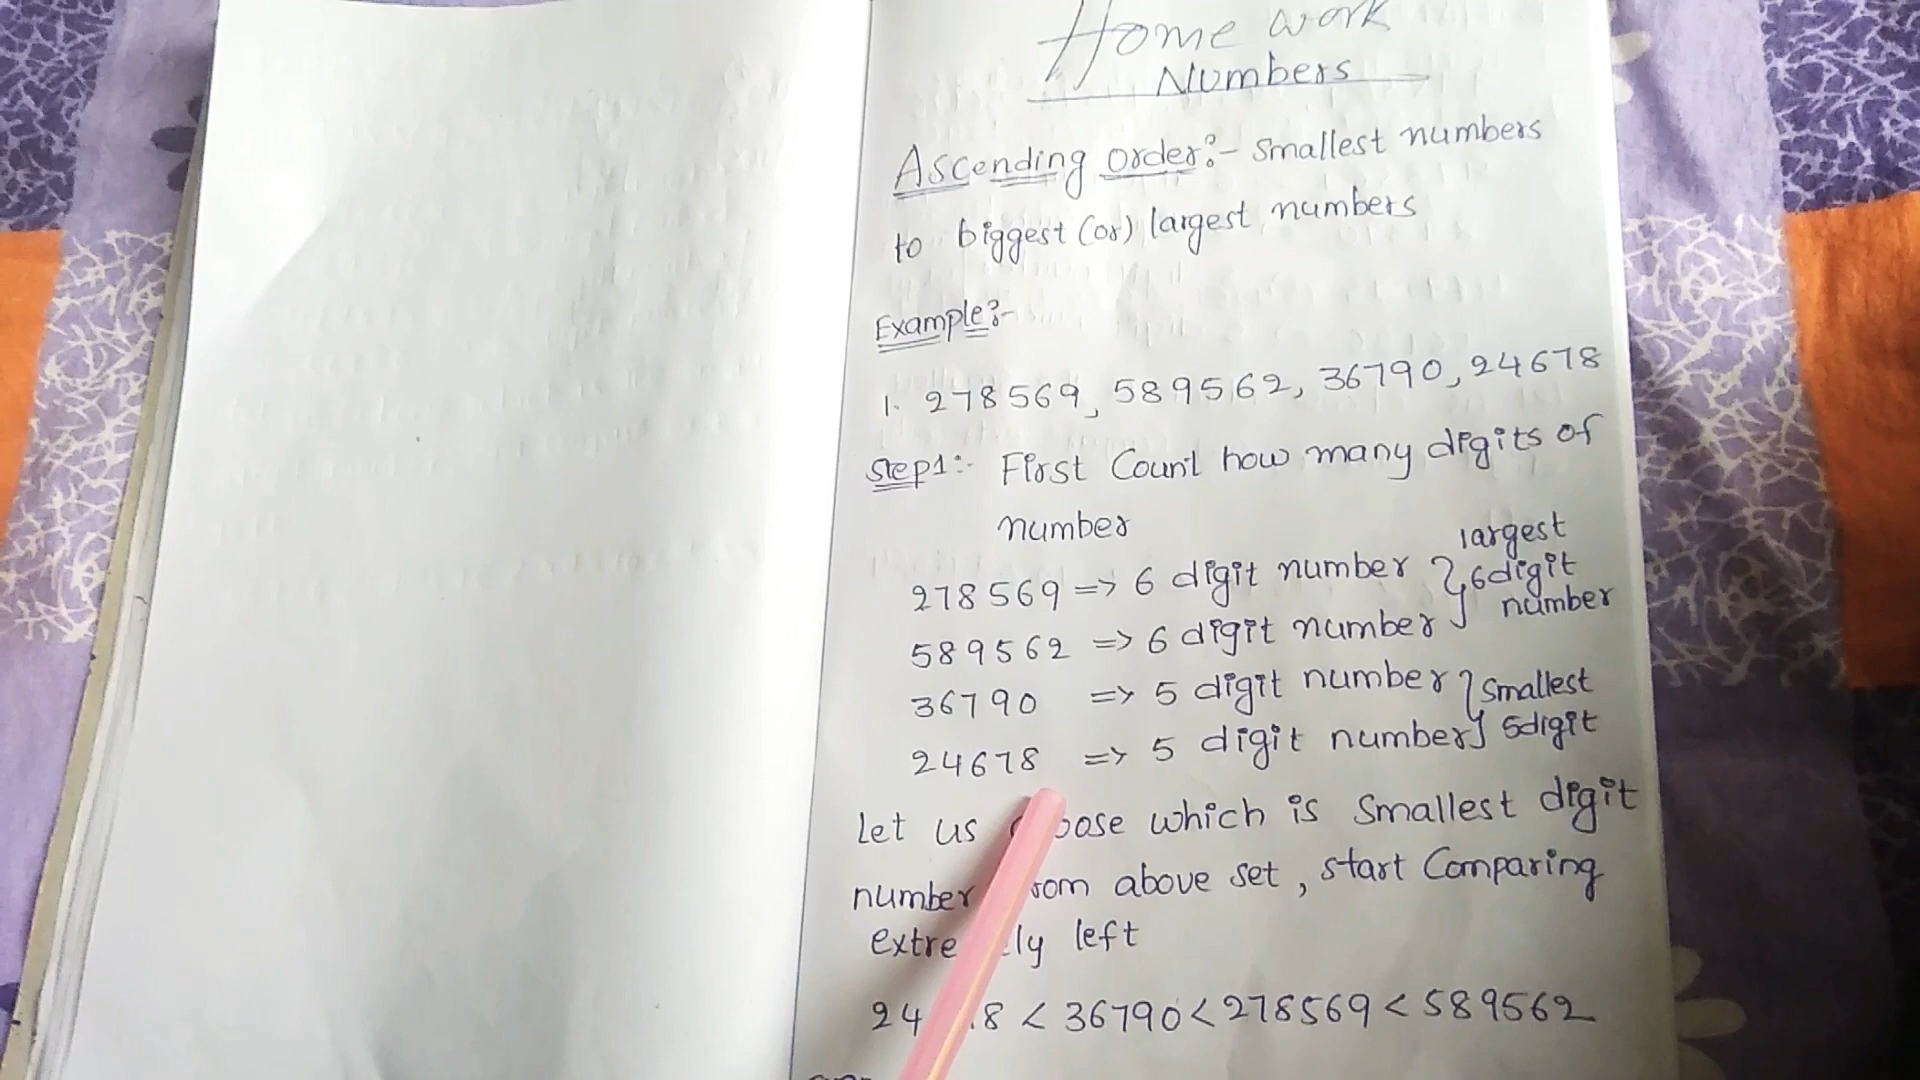 Home work
Numbers
Ascending order:- Smallest numbers
to biggest (or) largest numbers
Example:-
1. 278569, 589562, 36790, 24678
Step1:- First Count how many digits of
number
278569 => 6 digit number } largest 6digit number
589562 => 6 digit number
36790 => 5 digit number } Smallest 5digit
24678 => 5 digit number
Let us which is Smallest digit
number above set, start Comparing
left
< 36790 < 278569 < 589562